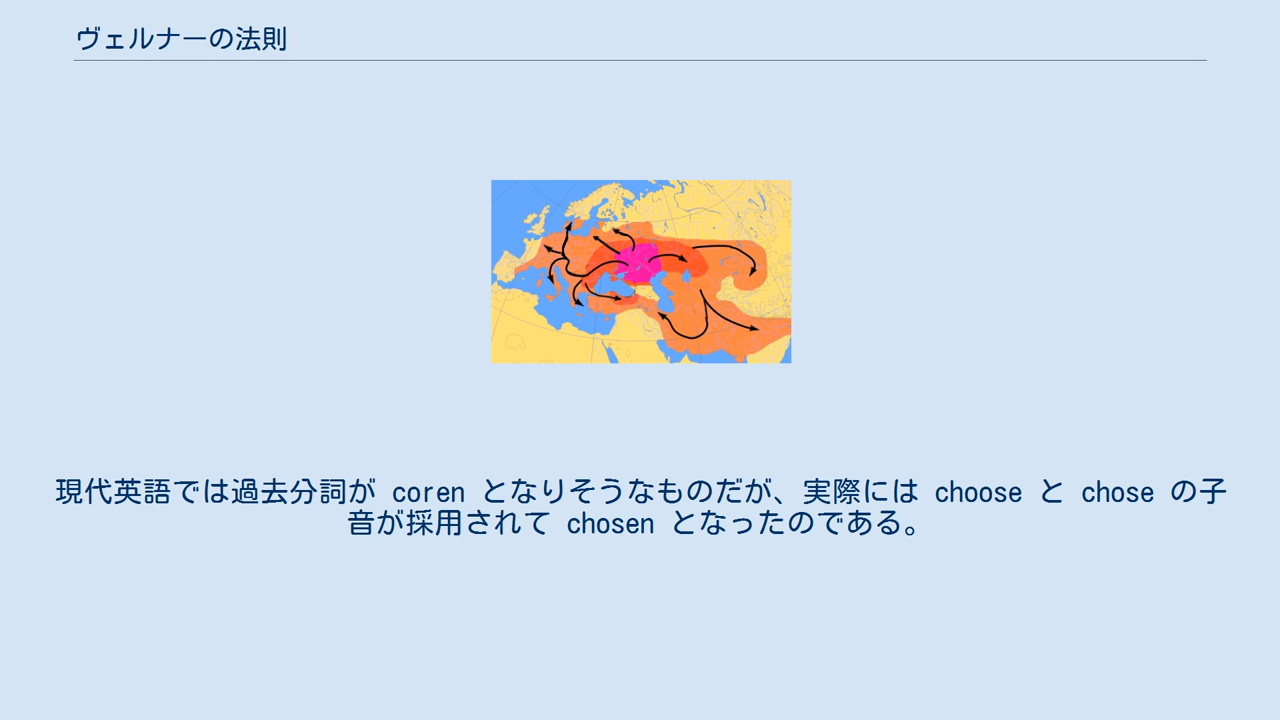 ヴェルナーの法則
現代英語では過去分詞が coren となりそうなものだが、実際には choose と chose の子
音が採用されて chosen となったのである。